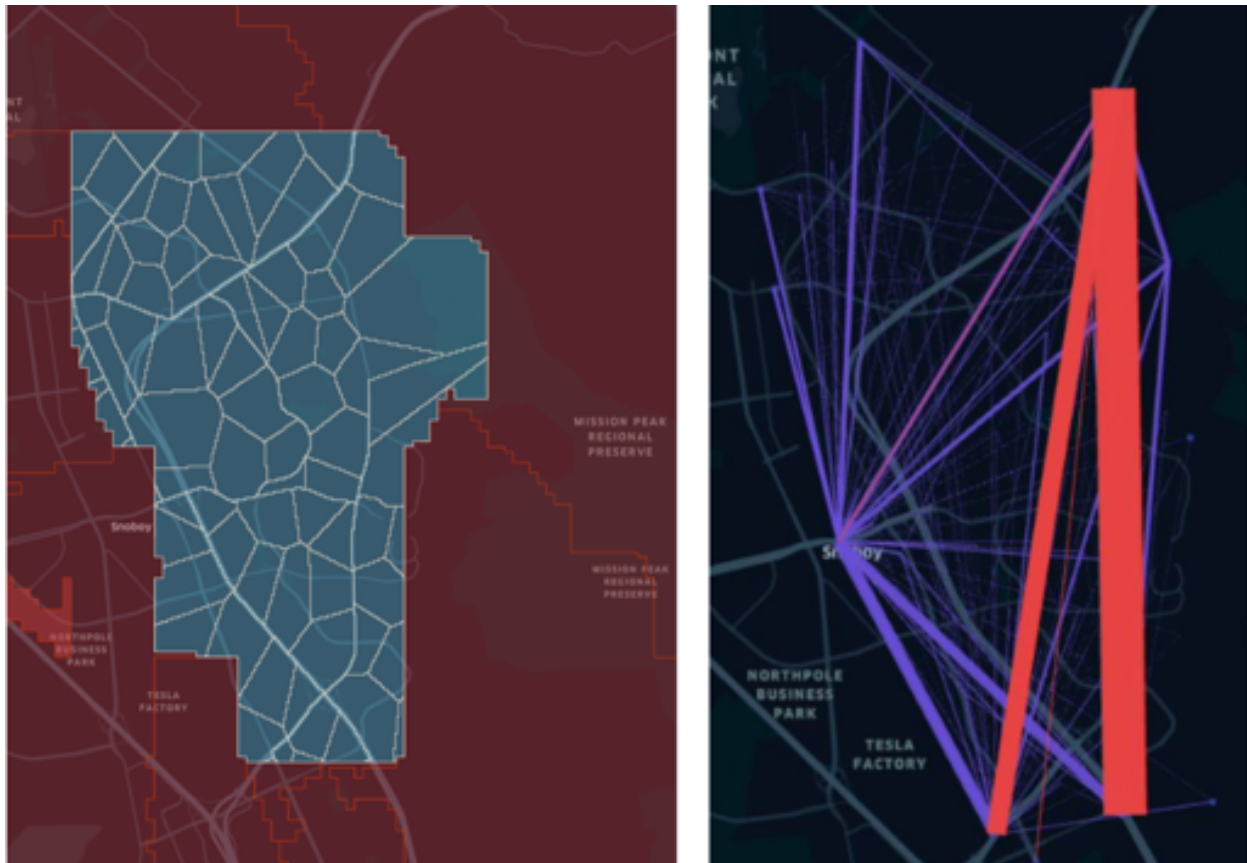 NT
AL
MISSION PEAK
REGIONAL
PRESERVE
Snoboy
MISSION PEAK
REGIONAL
PRESERVE
NORTHPOLE
BUSINESS
PARK
TESLA
FACTORY
ONT
AL
K
Snoboy
NORTHPOLE
BUSINESS
PARK
TESLA
FACTORY